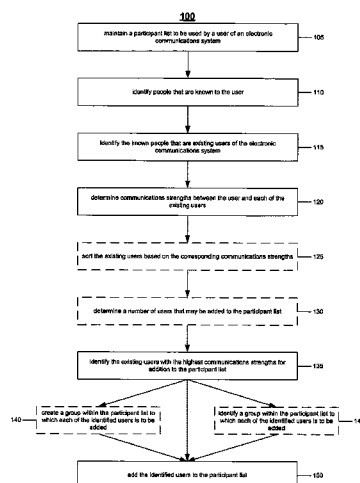 100
maintain a participant list to be used by a user of an electronic
communications system
105
identify people that are known to the user
110
identify the known people that are existing users of the electronic
communications system
115
determine communications strengths between the user and each of the
existing users
120
sort the existing users based on the corresponding communications strengths
125
determine a number of users that may be added to the participant list
130
identify the existing users with the highest communications strengths for
addition to the participant list
135
140
create a group within the participant list to
which each of the identified users is to be
added
identify a group within the participant list to
which each of the identified users is to be
added
add the identified users to the participant list
150